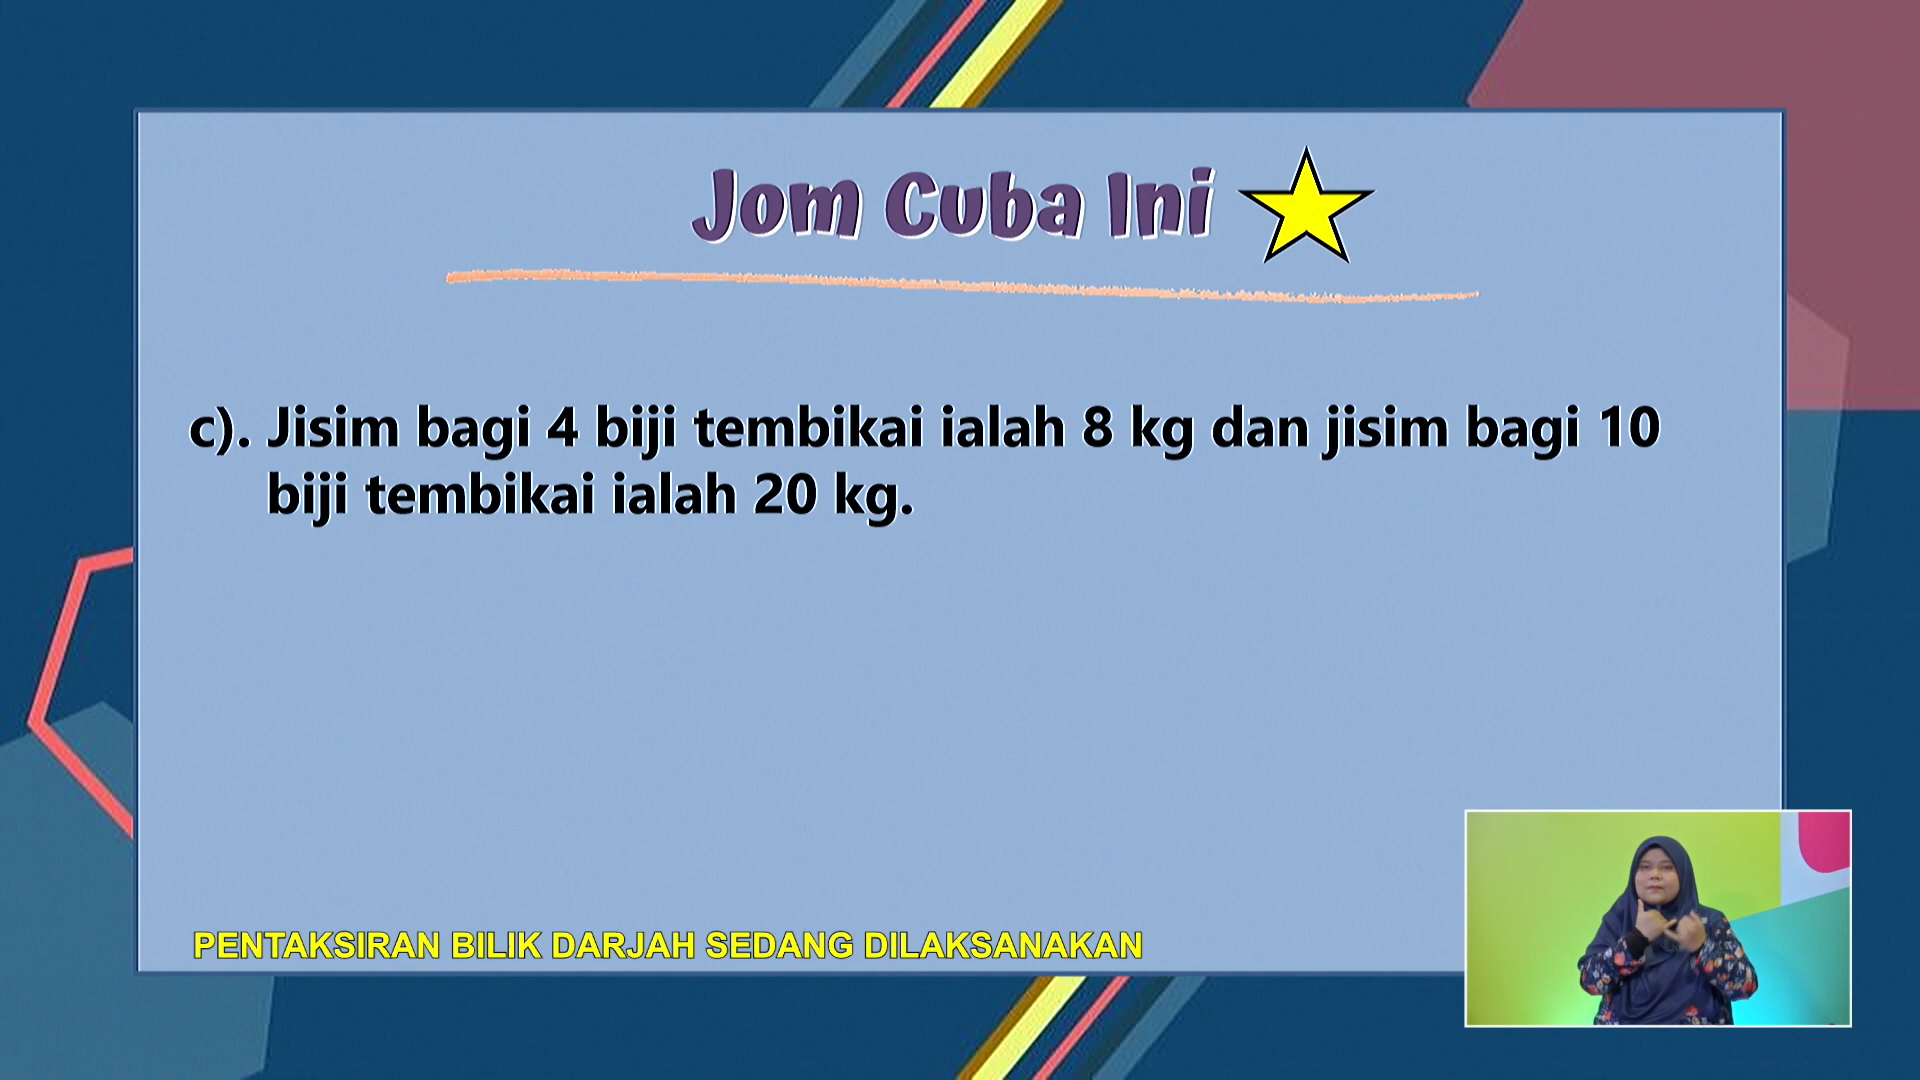 Jom Cuba Ini
c). Jisim bagi 4 biji tembikai ialah 8 kg dan jisim bagi 10
biji tembikai ialah 20 kg.
PENTAKSIRAN BILIK DARJAH SEDANG DILAKSANAKAN